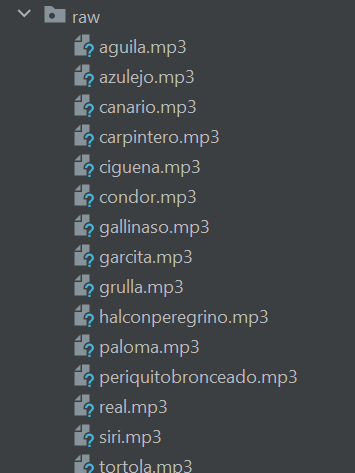 raw
aguila.mp3
azulejo.mp3
canario.mp3
carpintero.mp3
ciguena.mp3
condor.mp3
gallinaso.mp3
garcita.mp3
grulla.mp3
halconperegrino.mp3
paloma.mp3
periquitobronceado.mp3
real.mp3
siri.mp3
tortola.mp3